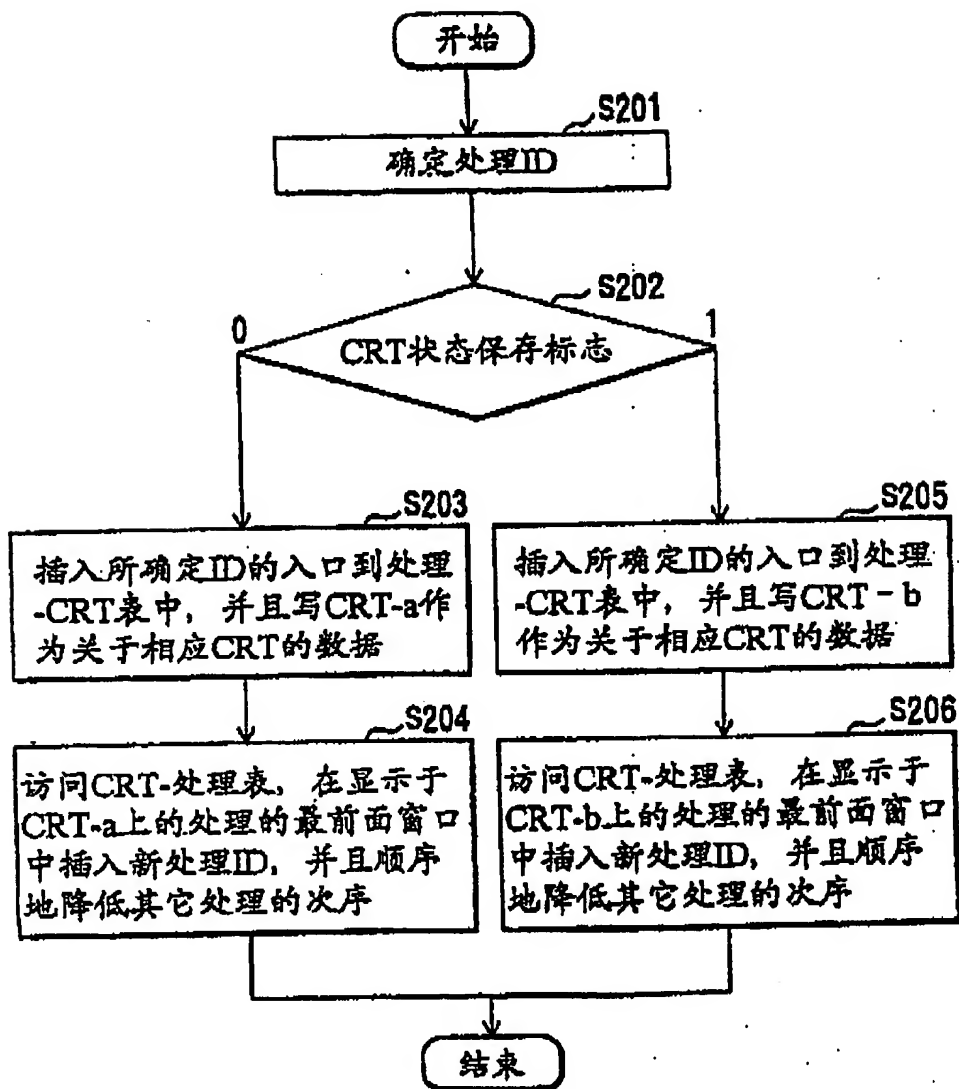 开始
S201
确定处理ID
S202
0
1
CRT状态保存标志
S203
插入所确定ID的入口到处理
-CRT表中，并且写CRT-a作
为关于相应CRT的数据
S205
插入所确定ID的入口到处理
-CRT表中，并且写CRT-b
作为关于相应CRT的数据
S204
访问CRT-处理表，在显示于
CRT-a上的处理的最前面窗口
中插入新处理ID，并且顺序
地降低其它处理的次序
S206
访问CRT-处理表，在显示于
CRT-b上的处理的最前面窗口
中插入新处理ID，并且顺序
地降低其它处理的次序
结束